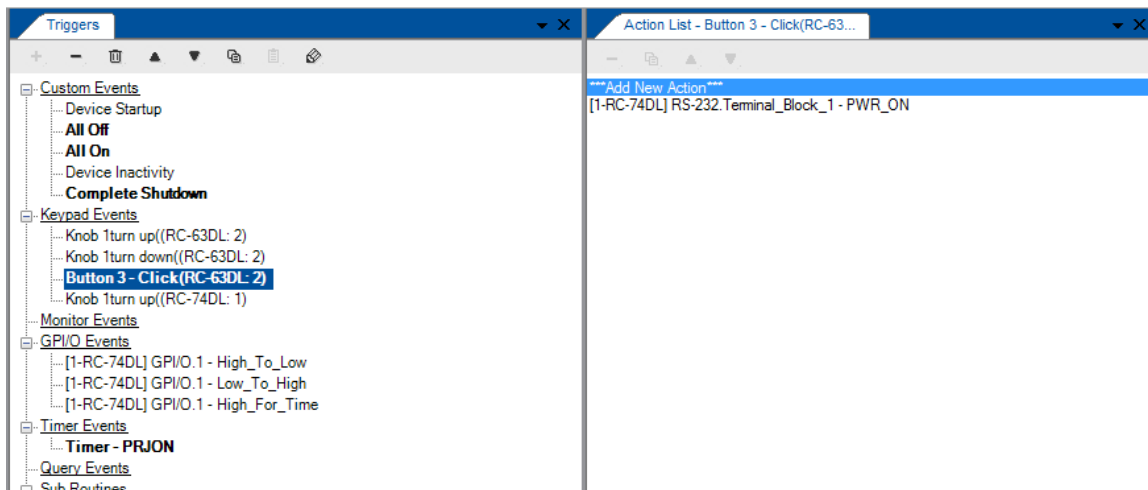 Triggers
Action List - Button 3 - Click(RC-63...
Custom Events
Device Startup
All Off
All On
Device Inactivity
Complete Shutdown
Keypad Events
Knob 1turn up((RC-63DL: 2)
Knob 1turn down((RC-63DL: 2)
Button 3 - Click(RC-63DL: 2)
Knob 1turn up((RC-74DL: 1)
Monitor Events
GPI/O Events
[1-RC-74DL] GPI/O.1 - High_To_Low
[1-RC-74DL] GPI/O.1 - Low_To_High
[1-RC-74DL] GPI/O.1 - High_For_Time
Timer Events
Timer - PRJON
Query Events
Sub Routines
***Add New Action***
[1-RC-74DL] RS-232.Terminal_Block_1 - PWR_ON